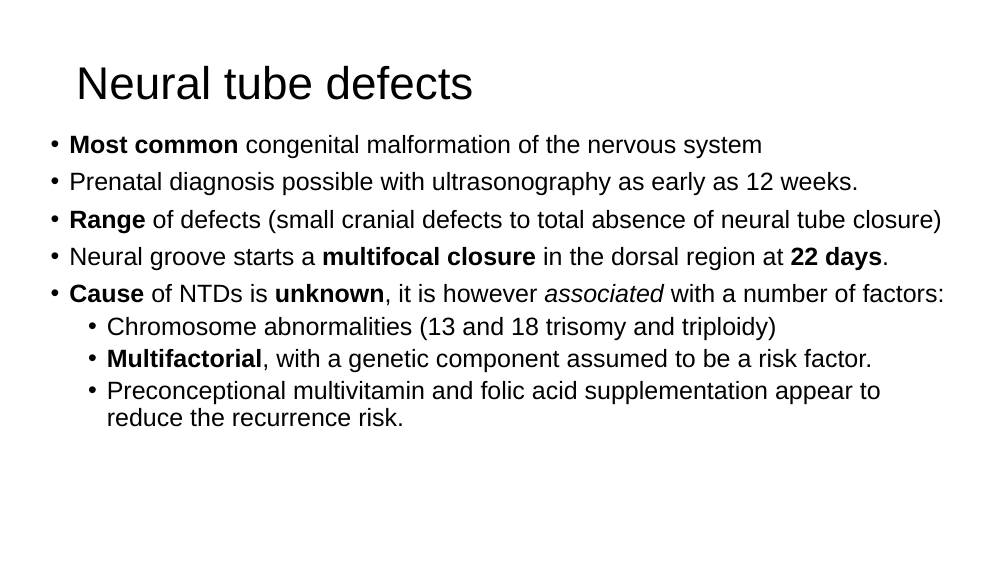 Neural tube defects
• Most common congenital malformation of the nervous system
• Prenatal diagnosis possible with ultrasonography as early as 12 weeks.
• Range of defects (small cranial defects to total absence of neural tube closure)
• Neural groove starts a multifocal closure in the dorsal region at 22 days.
• Cause of NTDs is unknown, it is however associated with a number of factors:
• Chromosome abnormalities (13 and 18 trisomy and triploidy)
• Multifactorial, with a genetic component assumed to be a risk factor.
• Preconceptional multivitamin and folic acid supplementation appear to
reduce the recurrence risk.